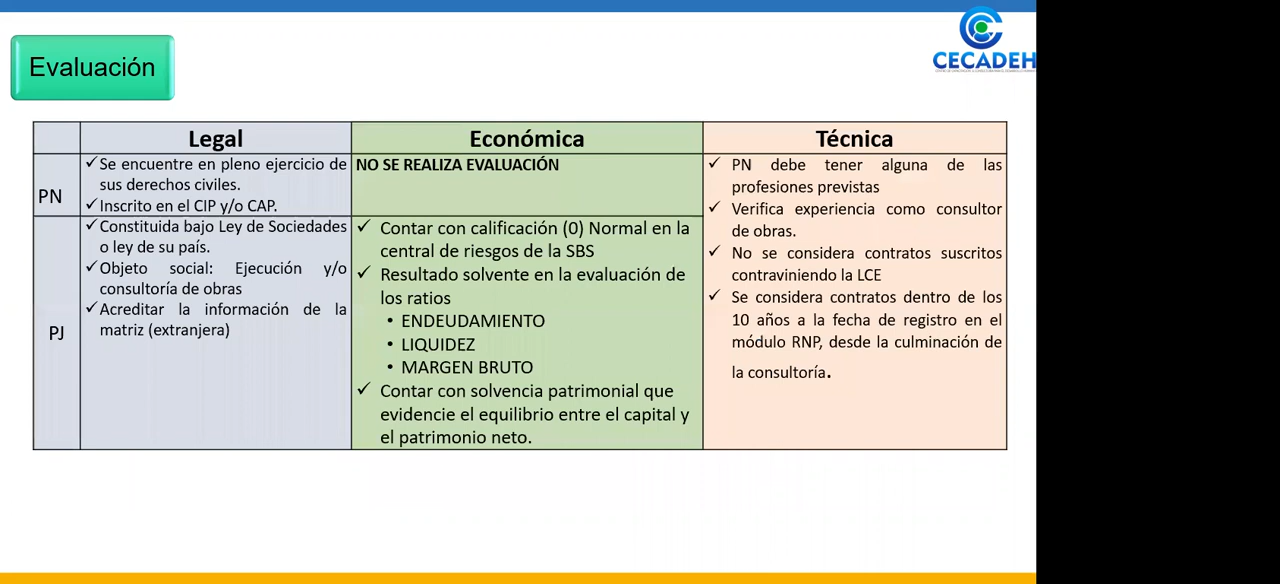 CECADEH
Evaluación
Legal
Económica
Técnica
PN
✓Se encuentre en pleno ejercicio de
sus derechos civiles.
✓Inscrito en el CIP y/o CAP.
NO SE REALIZA EVALUACIÓN
✓ PN debe tener alguna de las
profesiones previstas
✓ Verifica experiencia como consultor
de obras.
✓ No se considera contratos suscritos
contraviniendo la LCE
✓ Se considera contratos dentro de los
10 años a la fecha de registro en el
módulo RNP, desde la culminación de
la consultoría.
PJ
✓Constituida bajo Ley de Sociedades
o ley de su país.
✓Objeto social: Ejecución y/o
consultoría de obras
✓Acreditar la información de la
matriz (extranjera)
✓ Contar con calificación (0) Normal en la
central de riesgos de la SBS
✓ Resultado solvente en la evaluación de
los ratios
• ENDEUDAMIENTO
• LIQUIDEZ
• MARGEN BRUTO
✓ Contar con solvencia patrimonial que
evidencie el equilibrio entre el capital y
el patrimonio neto.